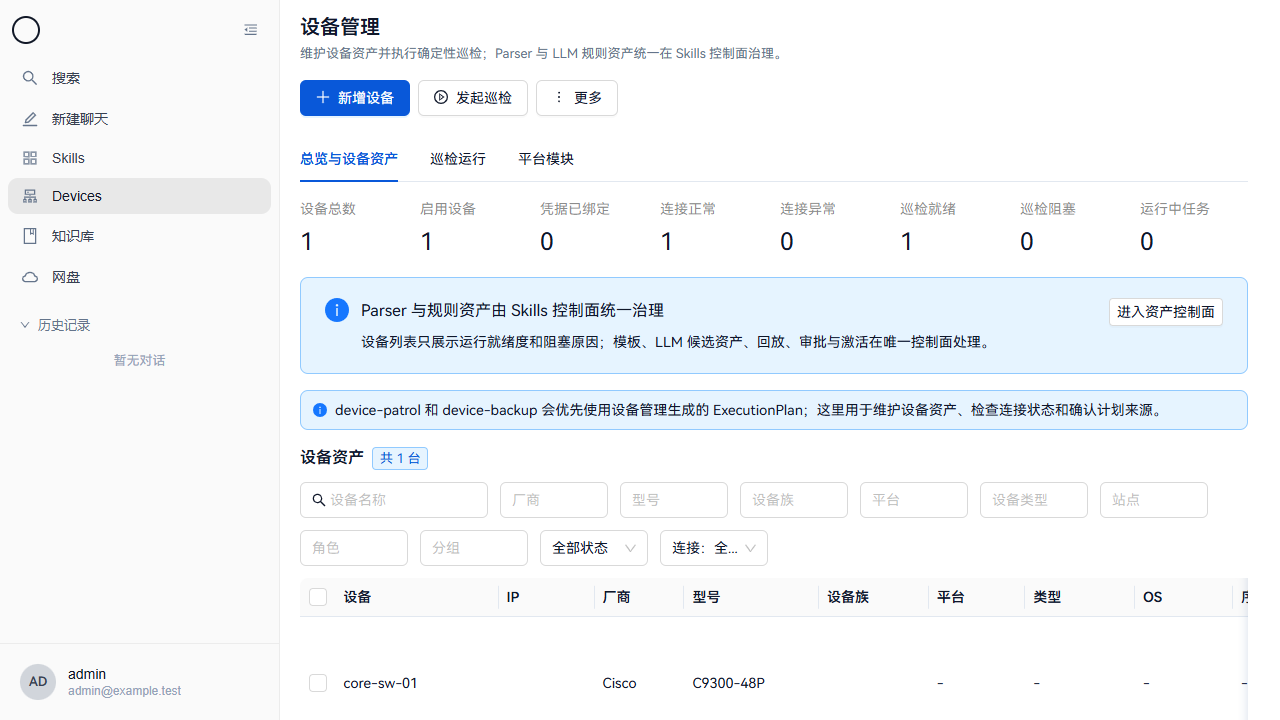 搜索
新建聊天
Skills
Devices
知识库
网盘
历史记录
暂无对话
AD
admin
admin@example.test
设备管理
维护设备资产并执行确定性巡检；Parser 与 LLM 规则资产统一在 Skills 控制面治理。
新增设备
发起巡检
更多
总览与设备资产 巡检运行 平台模块
设备总数 启用设备 凭据已绑定 连接正常 连接异常 巡检就绪 巡检阻塞 运行中任务
1 1 0 1 0 1 0 0
Parser 与规则资产由 Skills 控制面统一治理
进入资产控制面
设备列表只展示运行就绪度和阻塞原因；模板、LLM 候选资产、回放、审批与激活在唯一控制面处理。
device-patrol 和 device-backup 会优先使用设备管理生成的 ExecutionPlan；这里用于维护设备资产、检查连接状态和确认计划来源。
设备资产 共 1 台
设备名称 厂商 型号 设备族 平台 设备类型 站点
角色 分组 全部状态 连接：全...
设备 IP 厂商 型号 设备族 平台 类型 OS
core-sw-01 Cisco C9300-48P - - - -